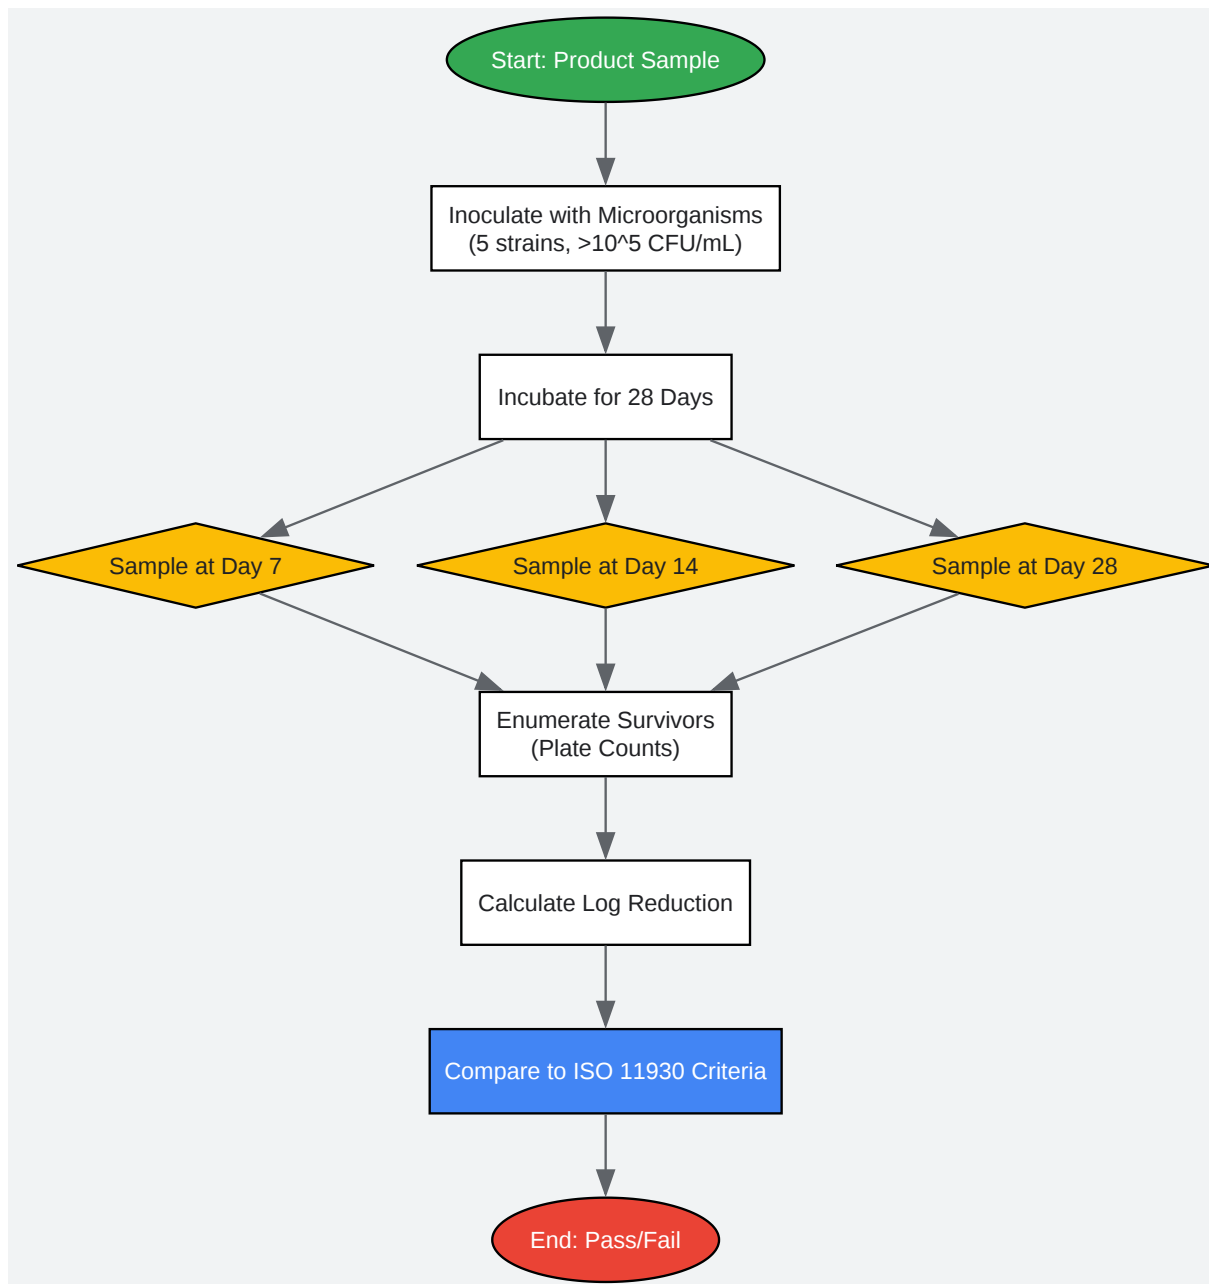 Start: Product Sample
Inoculate with Microorganisms
(5 strains, >10^5 CFU/mL)
Incubate for 28 Days
Sample at Day 7
Sample at Day 14
Sample at Day 28
Enumerate Survivors
(Plate Counts)
Calculate Log Reduction
Compare to ISO 11930 Criteria
End: Pass/Fail